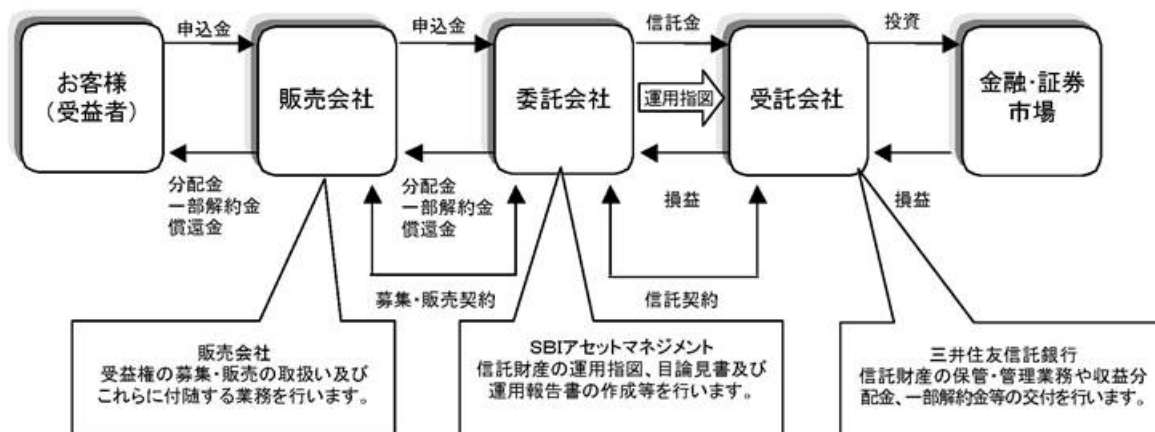 申込金
申込金
信託金
投資
お客様
(受益者)
販売会社
委託会社
運用指図
受託会社
金融・証券
市場
分配金
一部解約金
償還金
分配金
一部解約金
償還金
損益
損益
募集・販売契約
信託契約
販売会社
受益権の募集・販売の取扱い及び
これらに付随する業務を行います。
SBIアセットマネジメント
信託財産の運用指図、目論見書及び
運用報告書の作成等を行います。
三井住友信託銀行
信託財産の保管・管理業務や収益分
配金、一部解約金等の交付を行います。